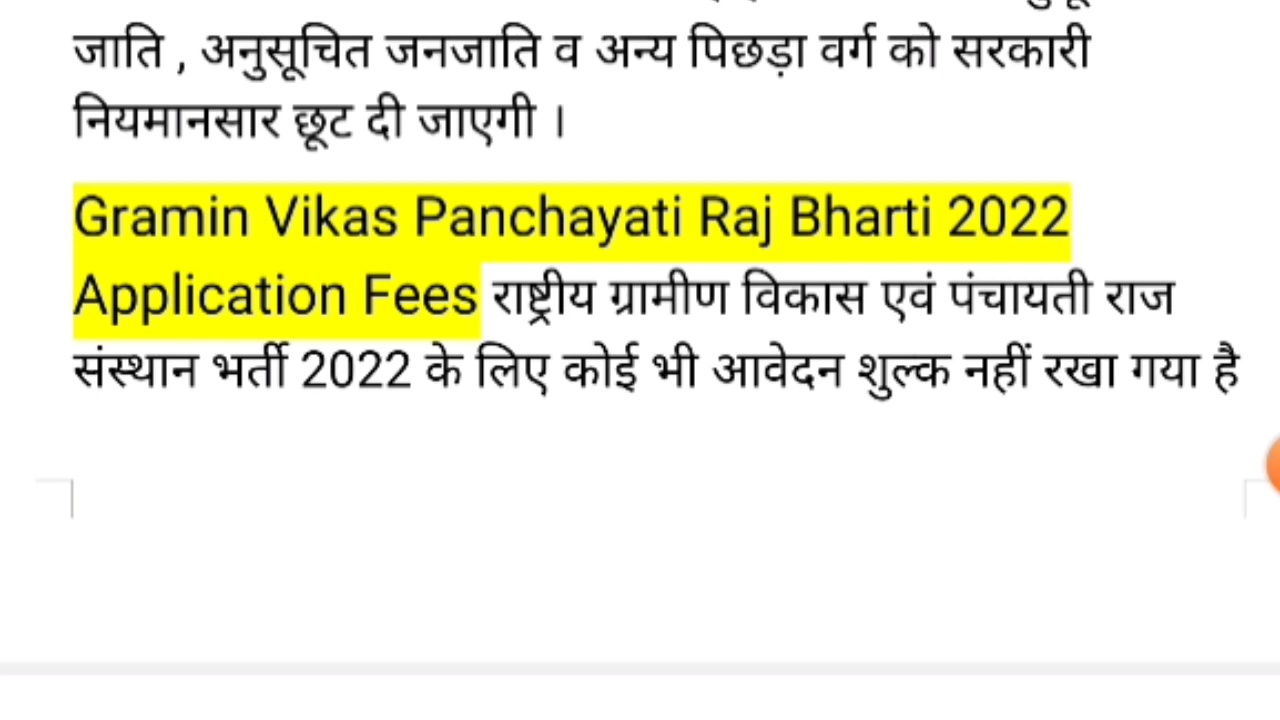 जाति , अनुसूचित जनजाति व अन्य पिछड़ा वर्ग को सरकारी
नियमानसार छूट दी जाएगी ।
Gramin Vikas Panchayati Raj Bharti 2022
Application Fees राष्ट्रीय ग्रामीण विकास एवं पंचायती राज
संस्थान भर्ती 2022 के लिए कोई भी आवेदन शुल्क नहीं रखा गया है